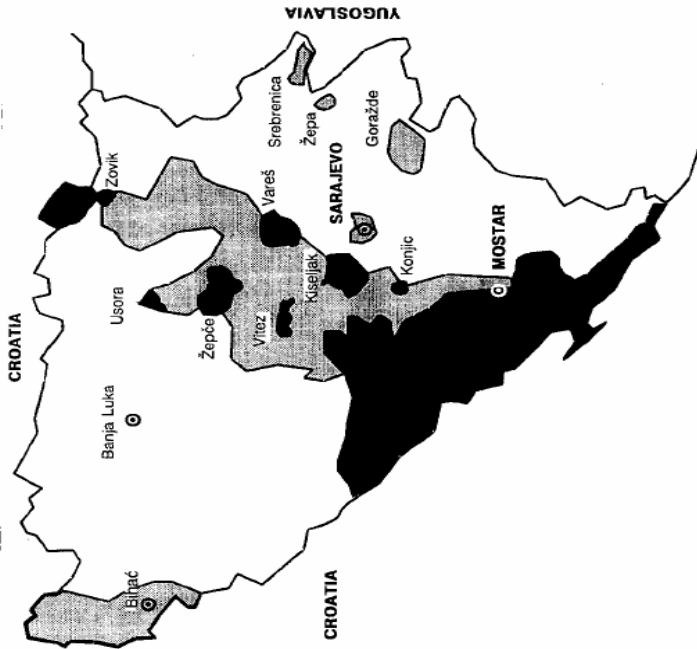 CROATIA
YUGOSLAVIA
Zovik
Usora
Srebrenica
Žepa
Banja Luka
Žepče
Vareš
Goražde
Vitez
SARAJEVO
Kiseljak
Bihać
Konjic
MOSTAR
CROATIA